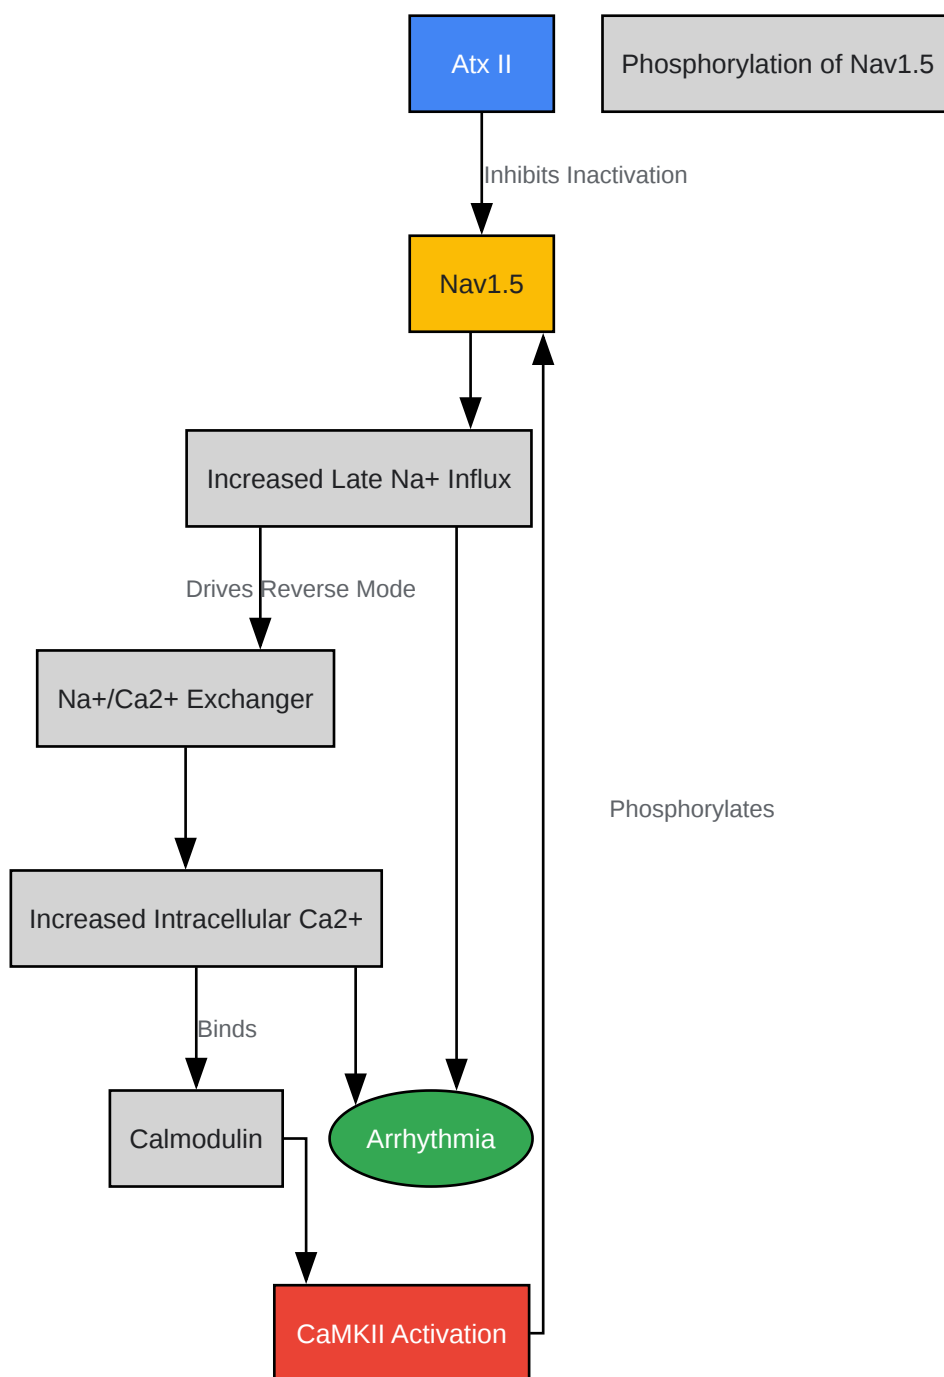 Atx II
Phosphorylation of Nav1.5
Inhibits Inactivation
Nav1.5
Increased Late Na+ Influx
Drives Reverse Mode
Na+/Ca2+ Exchanger
Phosphorylates
Increased Intracellular Ca2+
Binds
Calmodulin
Arrhythmia
CaMKII Activation